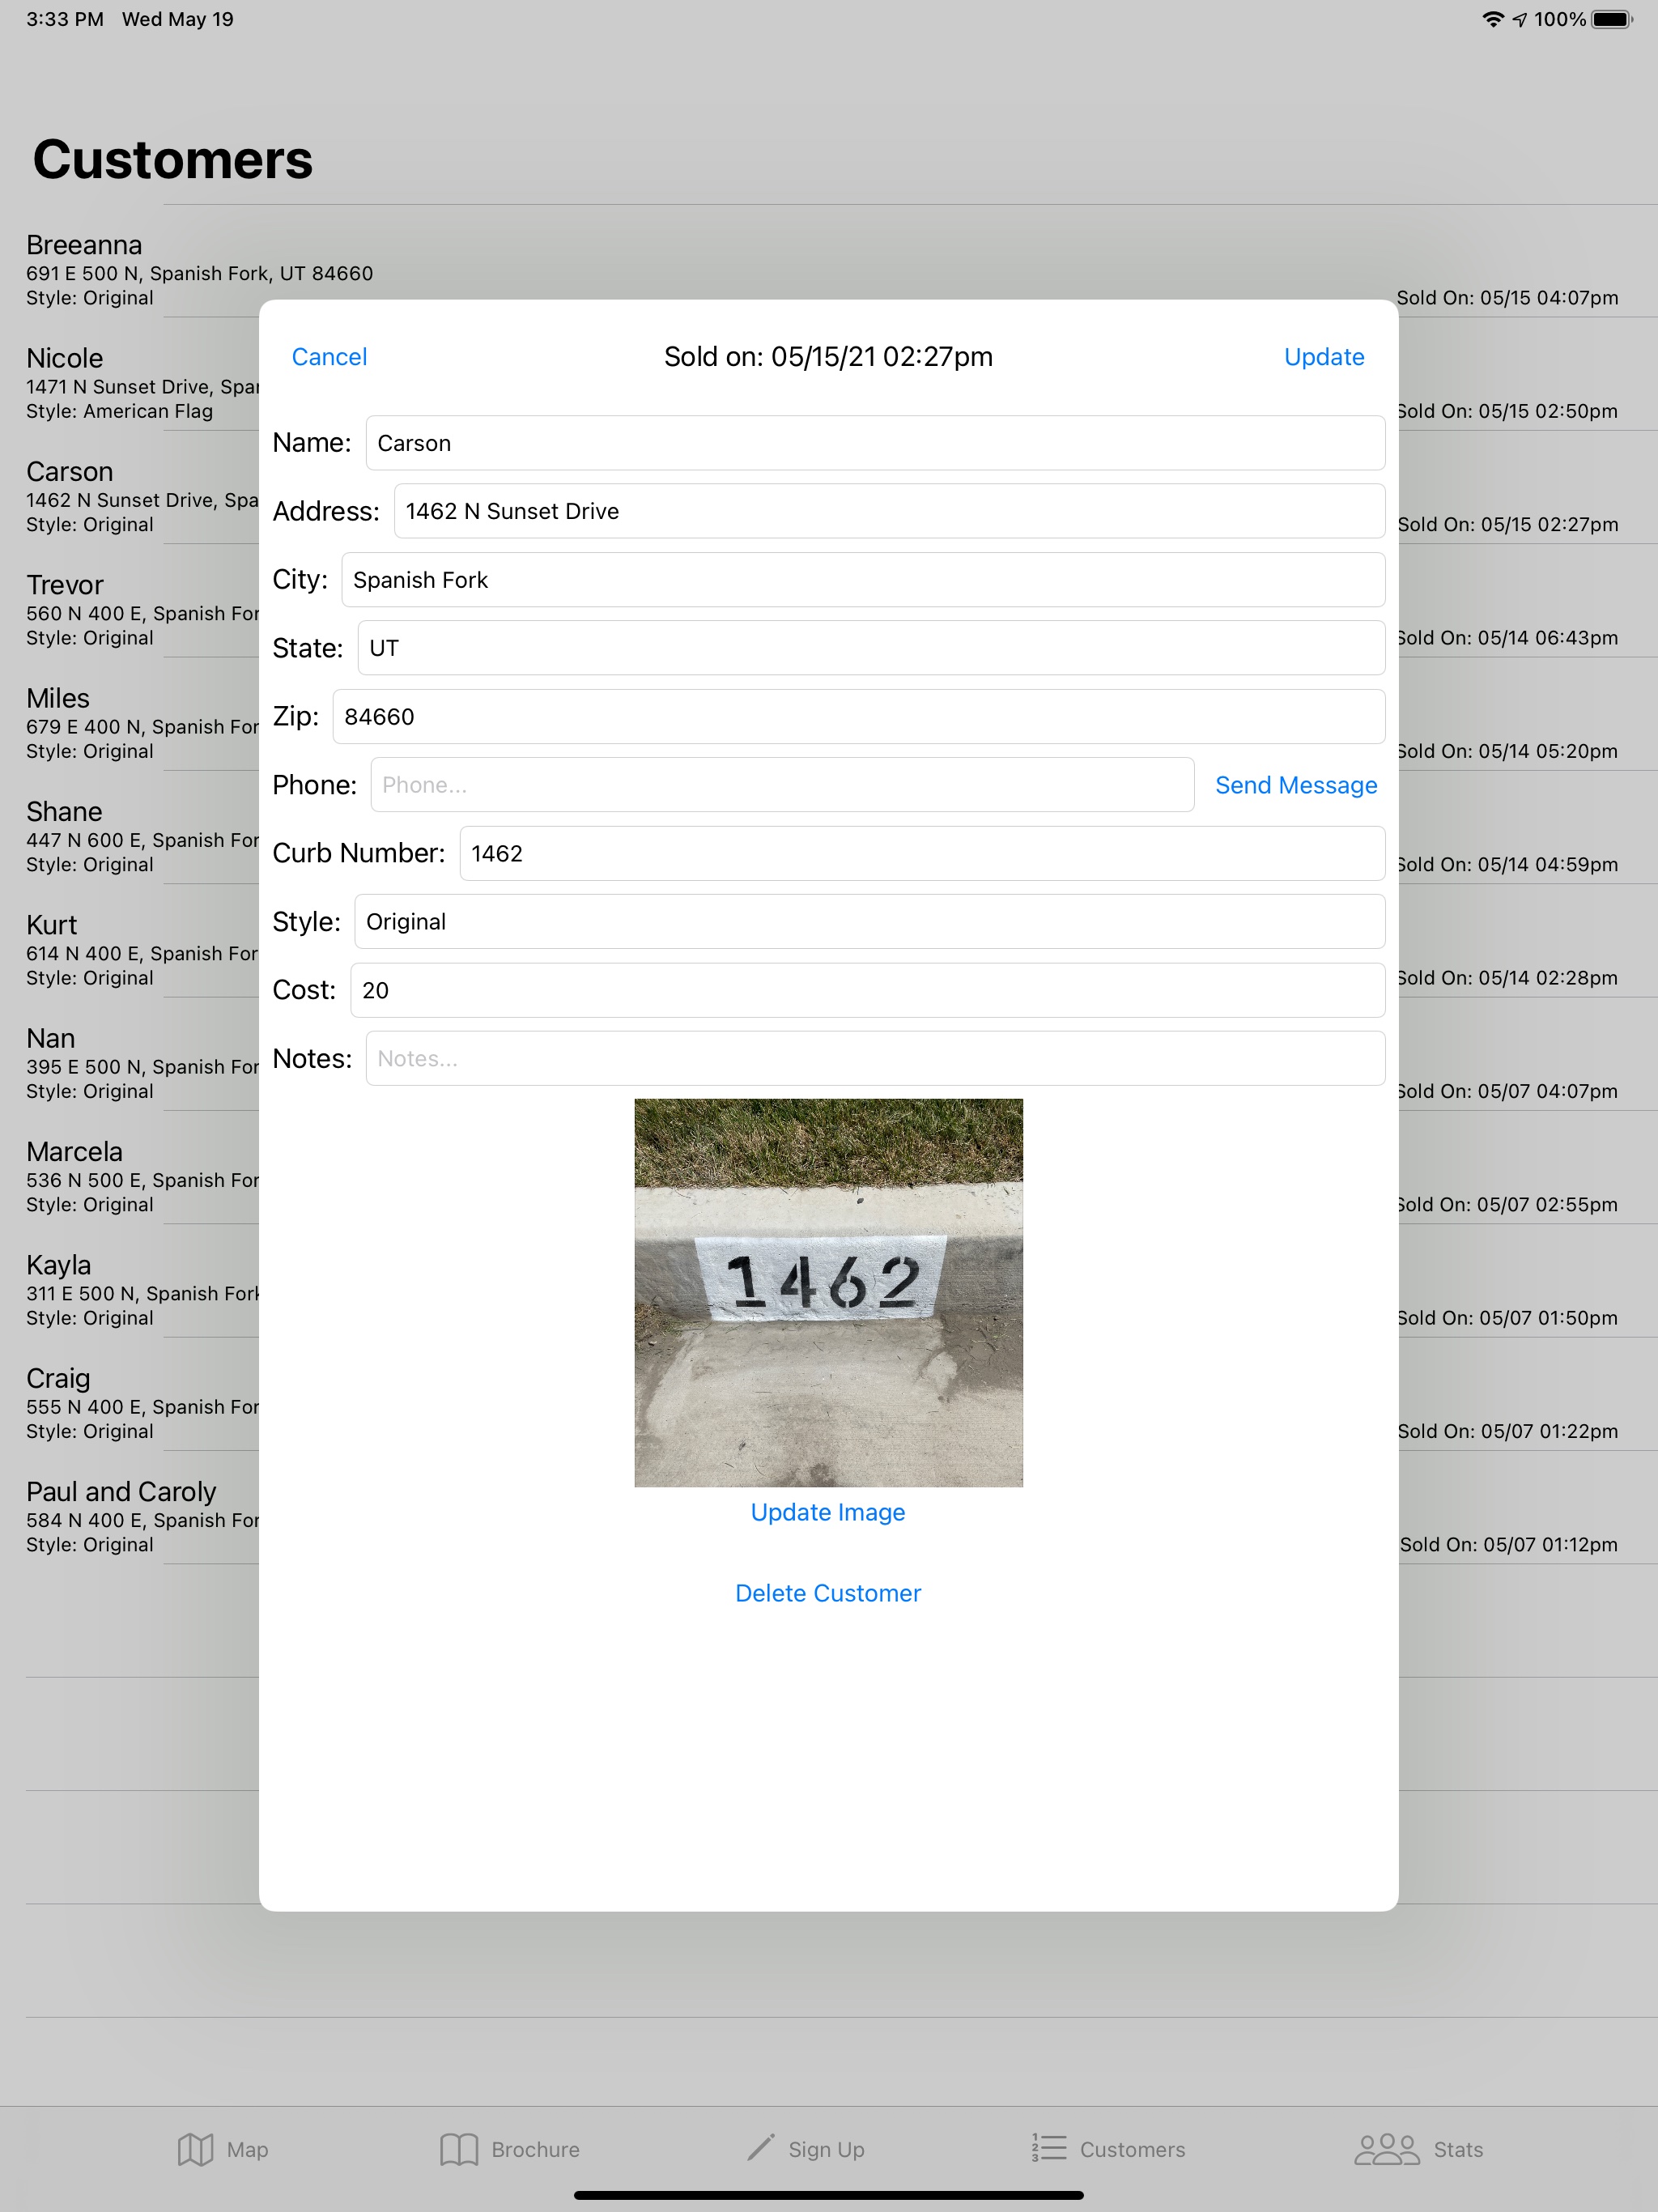 3:33 PM Wed May 19
100%
Customers
Breeanna
691 E 500 N, Spanish Fork, UT 84660
Style: Original
Sold On: 05/15 04:07pm
Nicole
1471 N Sunset Drive, Spa
Style: American Flag
Sold On: 05/15 02:50pm
Carson
1462 N Sunset Drive, Spa
Style: Original
Sold On: 05/15 02:27pm
Trevor
560 N 400 E, Spanish For
Style: Original
Sold On: 05/14 06:43pm
Miles
679 E 400 N, Spanish For
Style: Original
Sold On: 05/14 05:20pm
Shane
447 N 600 E, Spanish For
Style: Original
Sold On: 05/14 04:59pm
Kurt
614 N 400 E, Spanish For
Style: Original
Sold On: 05/14 02:28pm
Nan
395 E 500 N, Spanish For
Style: Original
Sold On: 05/07 04:07pm
Marcela
536 N 500 E, Spanish For
Style: Original
Sold On: 05/07 02:55pm
Kayla
311 E 500 N, Spanish Fork
Style: Original
Sold On: 05/07 01:50pm
Craig
555 N 400 E, Spanish For
Style: Original
Sold On: 05/07 01:22pm
Paul and Caroly
584 N 400 E, Spanish For
Style: Original
Sold On: 05/07 01:12pm
Cancel Sold on: 05/15/21 02:27pm Update
Name: Carson
Address: 1462 N Sunset Drive
City: Spanish Fork
State: UT
Zip: 84660
Phone: Phone... Send Message
Curb Number: 1462
Style: Original
Cost: 20
Notes: Notes...
1462
Update Image
Delete Customer
Map Brochure Sign Up Customers Stats